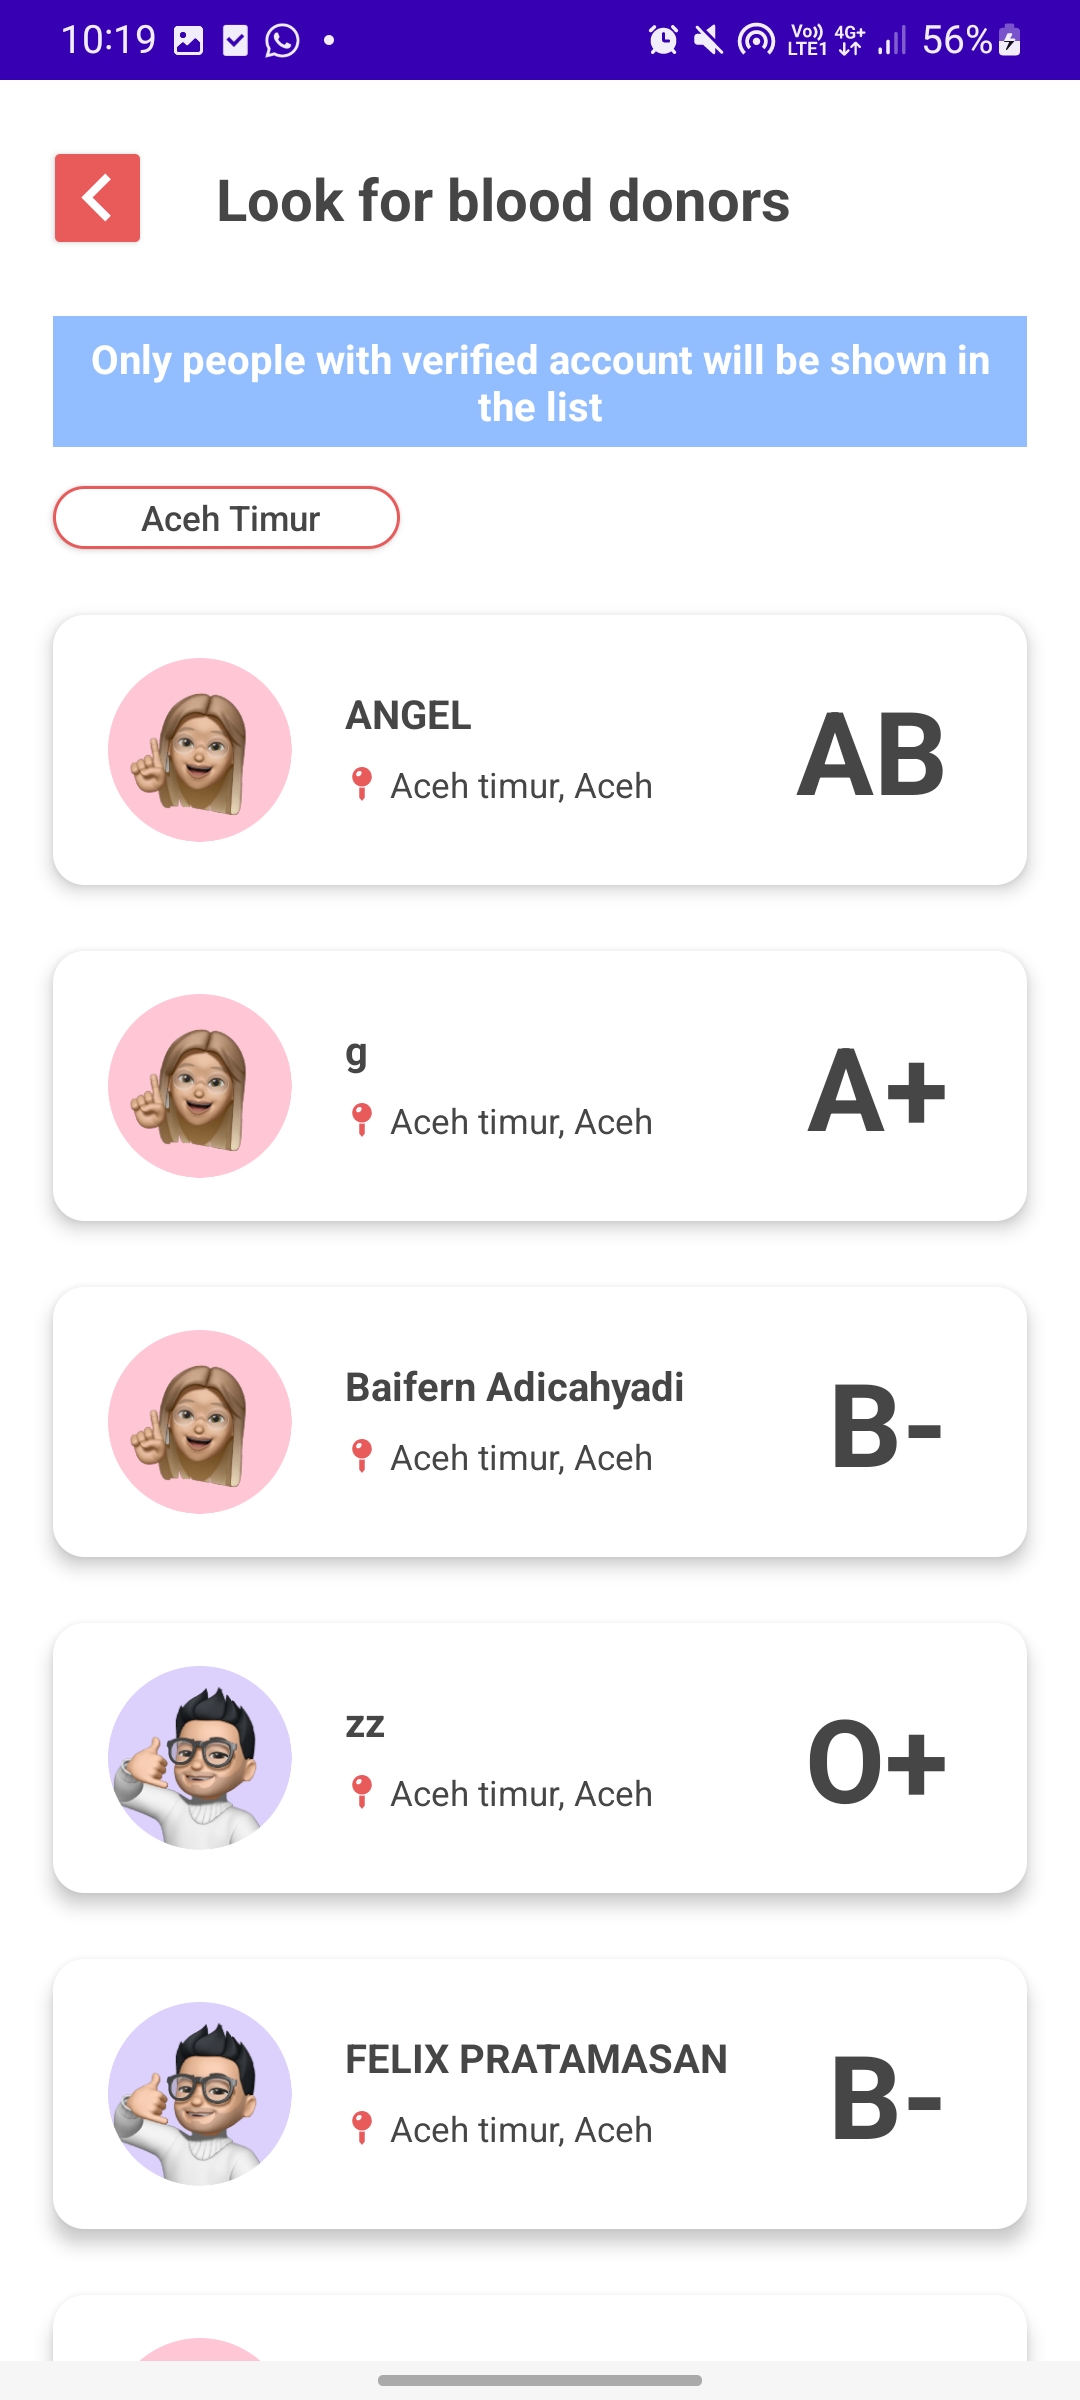 10:19
Vo)) LTE1 4G+ 56%
Look for blood donors
Only people with verified account will be shown in
the list
Aceh Timur
ANGEL
Aceh timur, Aceh
AB
g
Aceh timur, Aceh
A+
Baifern Adicahyadi
Aceh timur, Aceh
B-
zz
Aceh timur, Aceh
O+
FELIX PRATAMASAN
Aceh timur, Aceh
B-